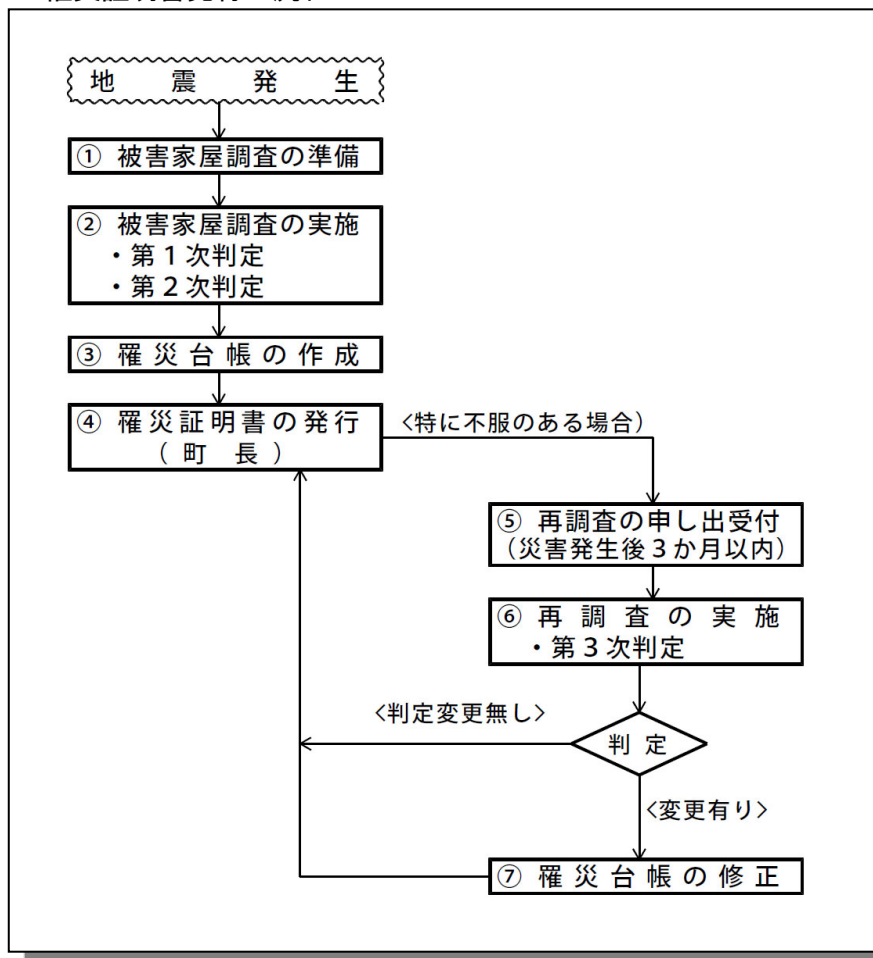 地震発生
① 被害家屋調査の準備
② 被害家屋調査の実施
・第1次判定
・第2次判定
③ 罹災台帳の作成
④ 罹災証明書の発行
（町長）
<特に不服のある場合）
⑤ 再調査の申し出受付
（災害発生後3か月以内）
⑥ 再調査の実施
・第3次判定
<判定変更無し>
判定
<変更有り>
⑦ 罹災台帳の修正